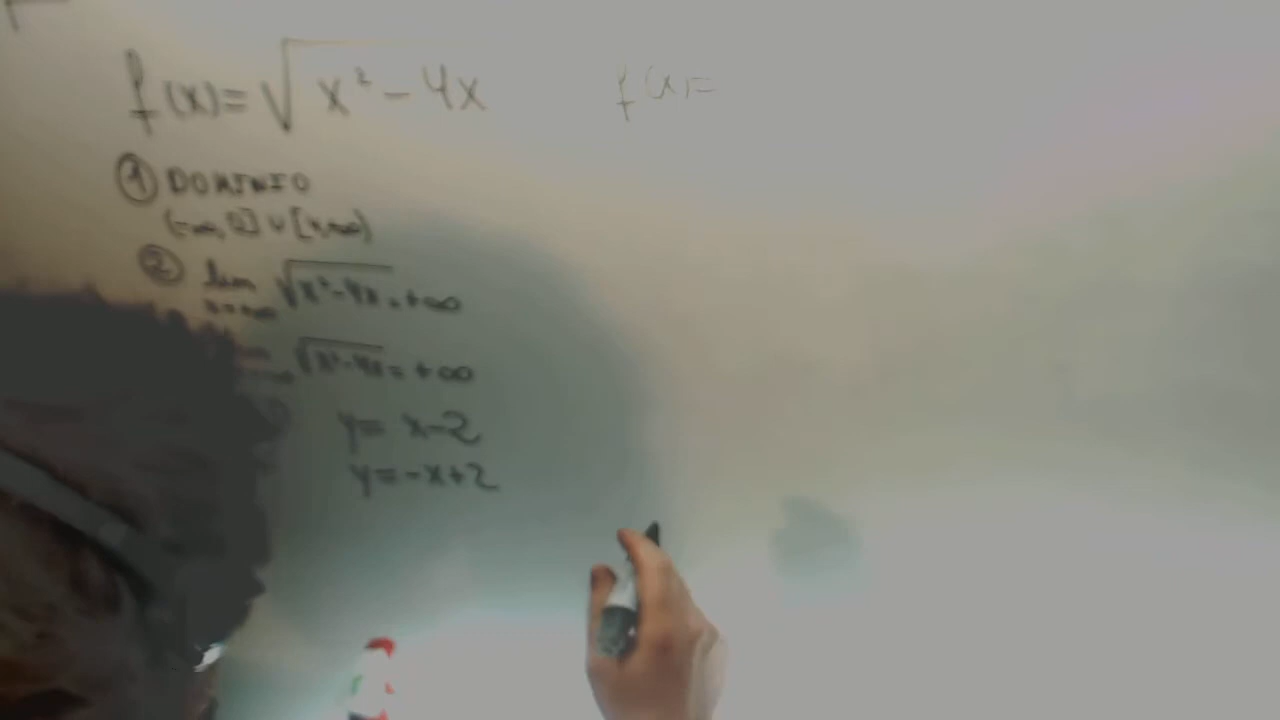 f(x)= √x²-4x
f(x)=
① DOMINIO
(-∞, 0] ∪ [4,+∞)
② lim √x²-4x = +∞
x→+∞
√x²-4x = +∞
y= x-2
y=-x+2